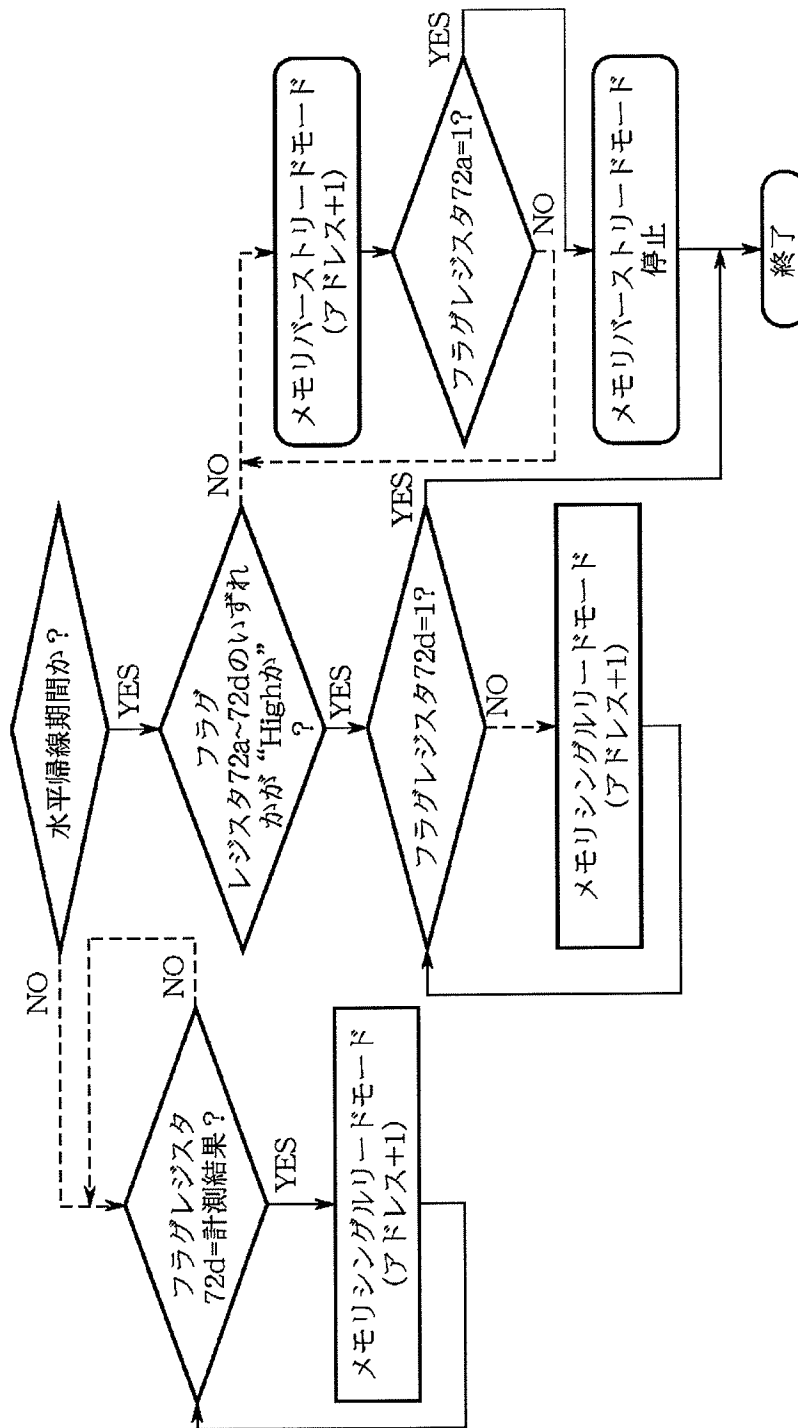 水平帰線期間か？
NO
YES
フラグレジスタ
72d=計測結果？
NO
YES
メモリシングルリードモード
(アドレス+1)
フラグ
レジスタ72a~72dのいずれ
かが “Highか”
？
NO
YES
フラグレジスタ72d=1?
YES
NO
メモリシングルリードモード
(アドレス+1)
メモリバーストリードモード
(アドレス+1)
フラグレジスタ72a=1?
YES
NO
メモリバーストリードモード
停止
終了